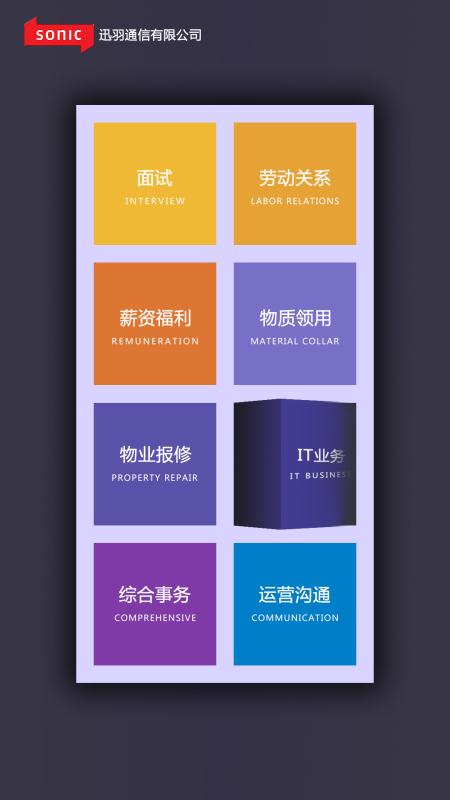 sonic 迅羽通信有限公司
面试
INTERVIEW
劳动关系
LABOR RELATIONS
薪资福利
REMUNERATION
物质领用
MATERIAL COLLAR
物业报修
PROPERTY REPAIR
IT业务
IT BUSINESS
综合事务
COMPREHENSIVE
运营沟通
COMMUNICATION